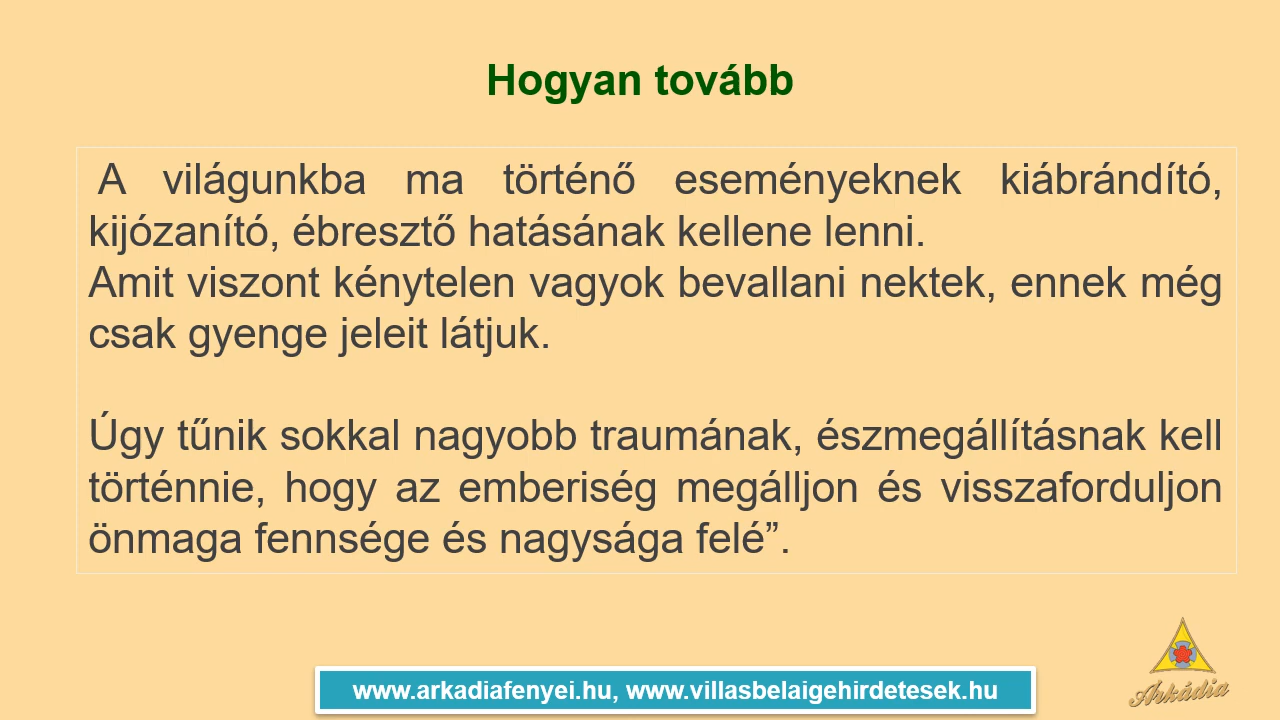 Hogyan tovább
A világunkba ma történő eseményeknek kiábrándító,
kijózanító, ébresztő hatásának kellene lenni.
Amit viszont kénytelen vagyok bevallani nektek, ennek még
csak gyenge jeleit látjuk.
Úgy tűnik sokkal nagyobb traumának, észmegállításnak kell
történnie, hogy az emberiség megálljon és visszaforduljon
önmaga fennsége és nagysága felé”.
www.arkadiafenyei.hu, www.villasbelaigehirdetesek.hu
Arkádia